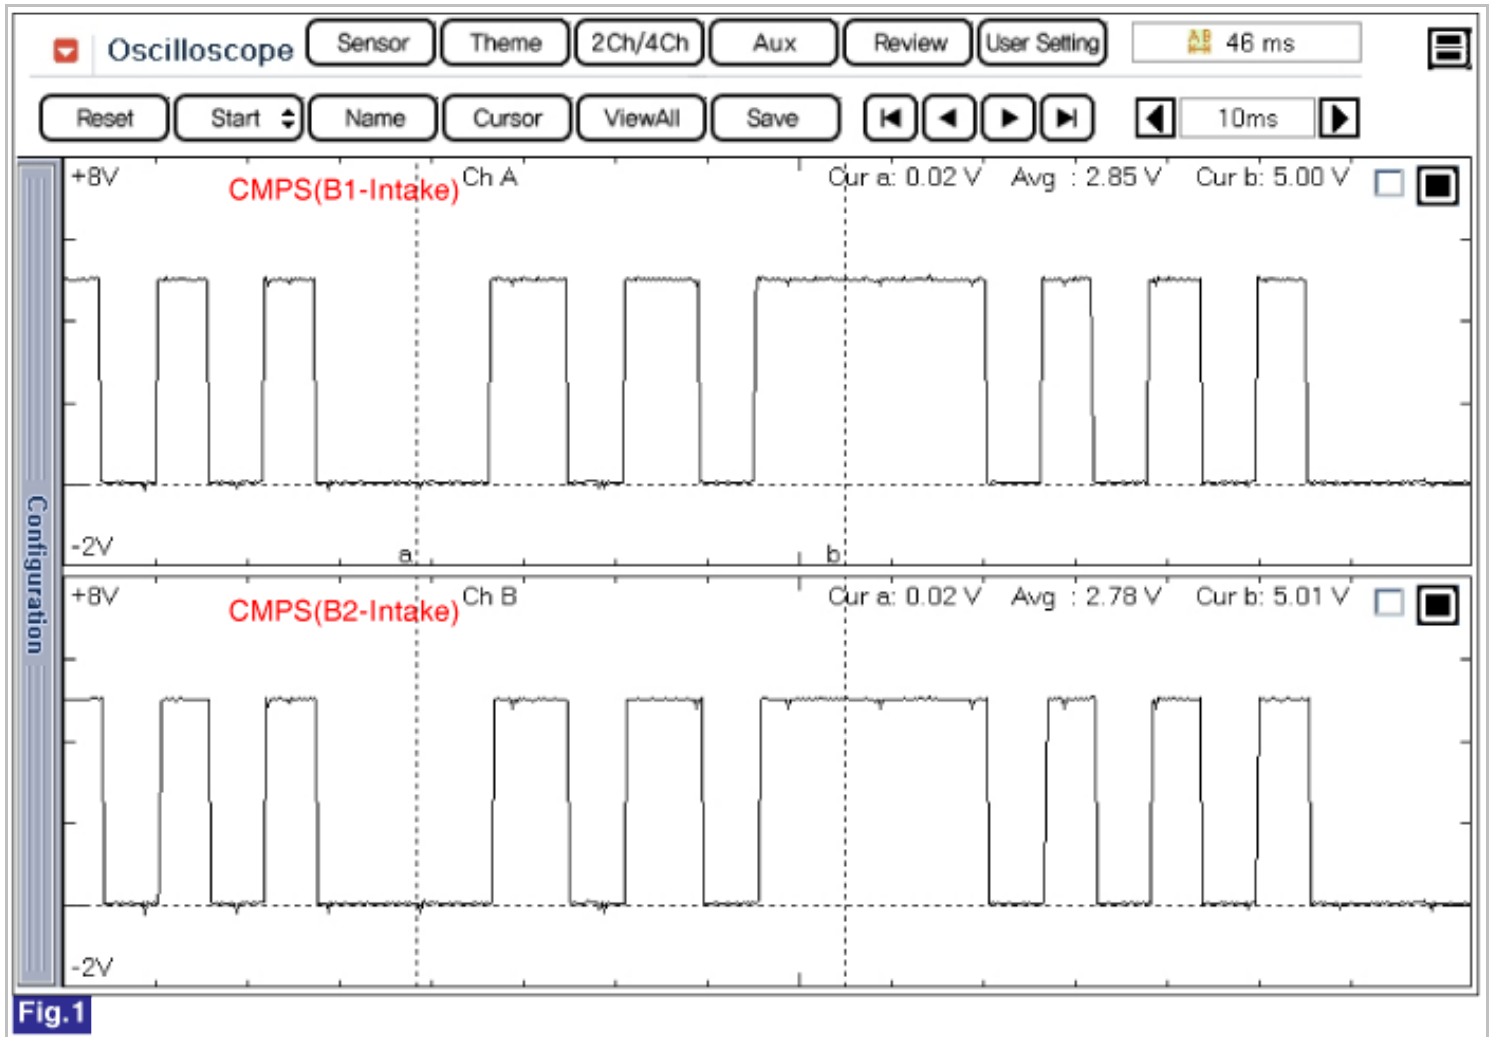 Oscilloscope Sensor Theme 2Ch/4Ch Aux Review User Setting AB 46 ms
Reset Start Name Cursor ViewAll Save 10ms
Configuration
+8V CMPS(B1-Intake) Ch A Cur a: 0.02 V Avg : 2.85 V Cur b: 5.00 V
-2V a b
+8V CMPS(B2-Intake) Ch B Cur a: 0.02 V Avg : 2.78 V Cur b: 5.01 V
-2V
Fig.1